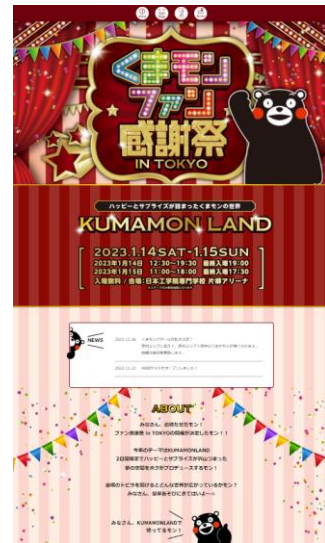 くまモン
ファン
感謝祭
IN TOKYO
ハッピーとサプライズが詰まったくまモンの世界
KUMAMON LAND
2023.1.14 SAT - 1.15 SUN
2023年1月14日 12:30~19:30 最終入場19:00
2023年1月15日 11:00~18:00 最終入場17:30
入場無料 / 会場:日本工学院専門学校 片柳アリーナ
NEWS
ABOUT
みなさん、お待たせだモン!
ファン感謝祭 in TOKYOの開催が決定したモン!!
今年のテーマはKUMAMONLAND
2日間限定でハッピーとサプライズが沢山つまった
夢の空間をボクがプロデュースするモン!
会場のトビラを開けるとどんな世界が広がっているかモン?
みなさん、是非あそびにきてはいよ〜☆
みなさん、KUMAMONLANDで
待ってるモン!